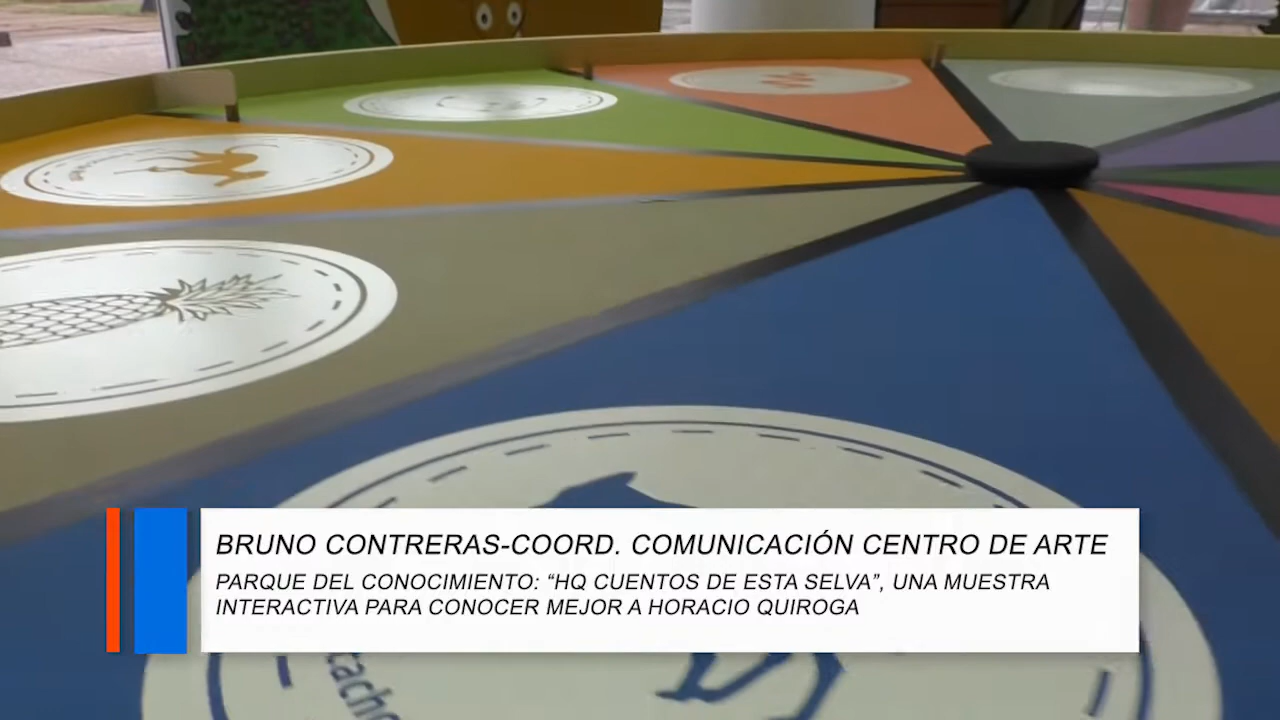 BRUNO CONTRERAS-COORD. COMUNICACIÓN CENTRO DE ARTE
PARQUE DEL CONOCIMIENTO: “HQ CUENTOS DE ESTA SELVA”, UNA MUESTRA
INTERACTIVA PARA CONOCER MEJOR A HORACIO QUIROGA